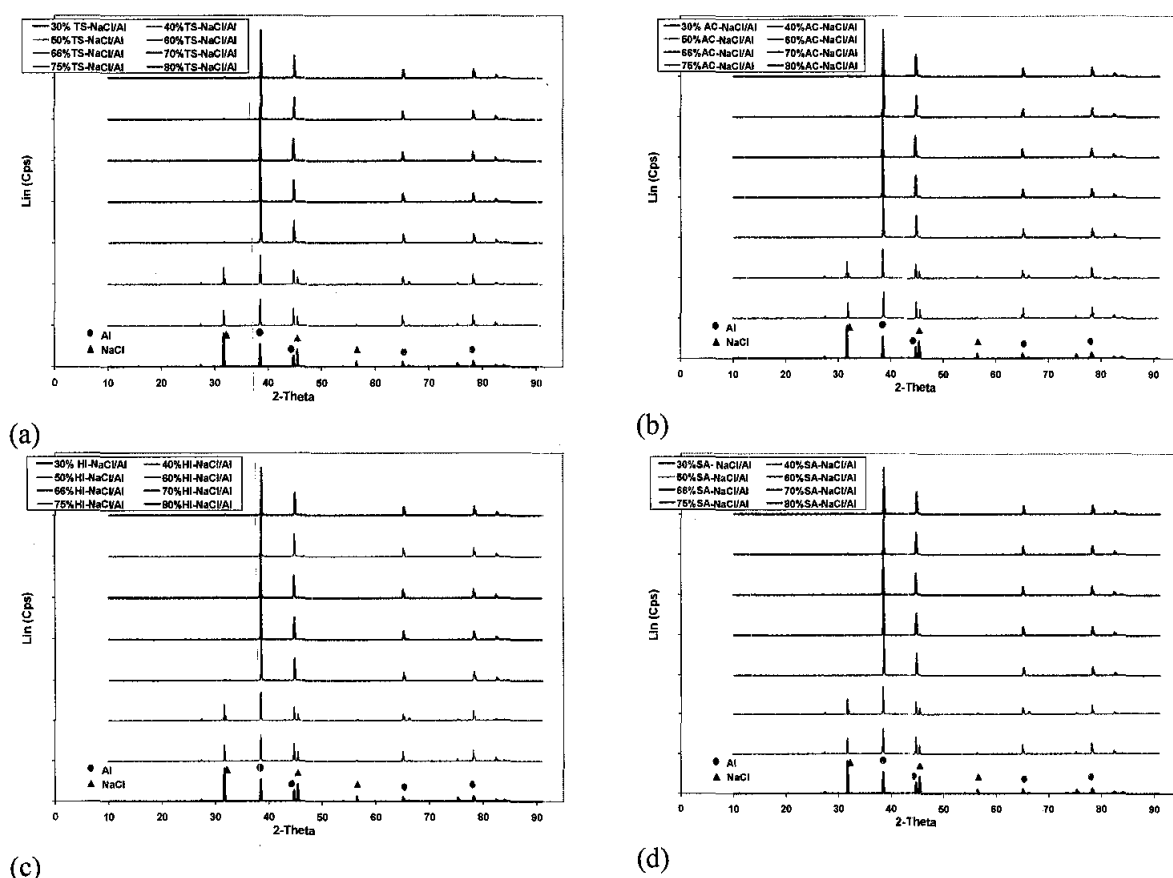 30% TS-NaCl/Al 40%TS-NaCl/Al
50%TS-NaCl/Al 60%TS-NaCl/Al
66%TS-NaCl/Al 70%TS-NaCl/Al
75%TS-NaCl/Al 80%TS-NaCl/Al
Lin (Cps)
Al
NaCl
0 10 20 30 40 50 60 70 80 90
2-Theta
(a)
30% AC-NaCl/Al 40%AC-NaCl/Al
50%AC-NaCl/Al 60%AC-NaCl/Al
66%AC-NaCl/Al 70%AC-NaCl/Al
75%AC-NaCl/Al 80%AC-NaCl/Al
Lin (Cps)
Al
NaCl
0 10 20 30 40 50 60 70 80 90
2-Theta
(b)
30% HI-NaCl/Al 40%HI-NaCl/Al
50%HI-NaCl/Al 60%HI-NaCl/Al
66%HI-NaCl/Al 70%HI-NaCl/Al
75%HI-NaCl/Al 80%HI-NaCl/Al
Lin (Cps)
Al
NaCl
0 10 20 30 40 50 60 70 80 90
2-Theta
(c)
30%SA- NaCl/Al 40%SA-NaCl/Al
50%SA-NaCl/Al 60%SA-NaCl/Al
66%SA-NaCl/Al 70%SA-NaCl/Al
75%SA-NaCl/Al 80%SA-NaCl/Al
Lin (Cps)
Al
NaCl
0 10 20 30 40 50 60 70 80 90
2-Theta
(d)